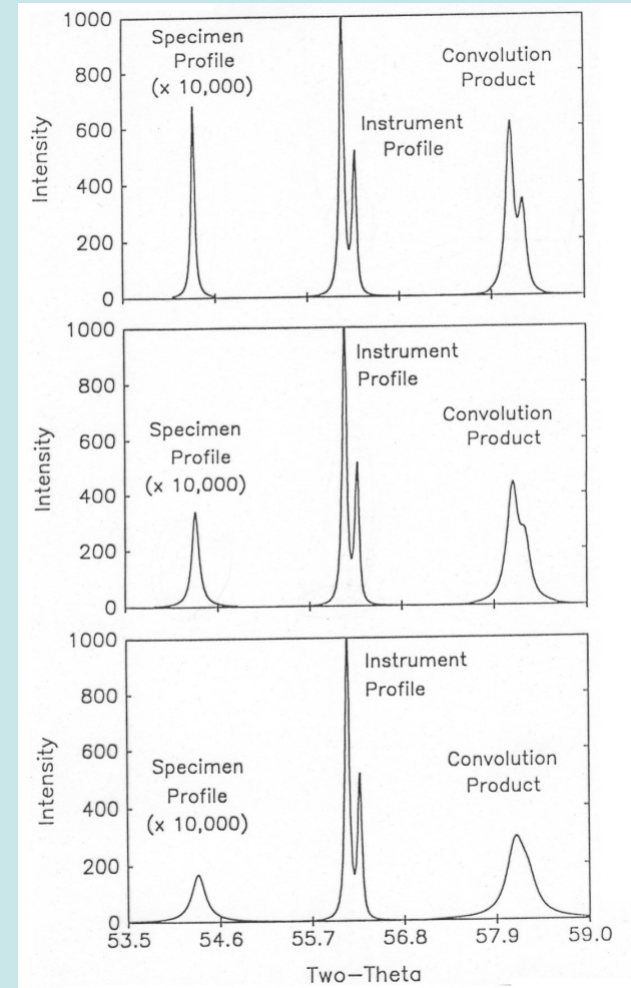 1000
800
600
400
200
0
Intensity
Specimen
Profile
(x 10,000)
Instrument
Profile
Convolution
Product
1000
800
600
400
200
0
Intensity
Specimen
Profile
(x 10,000)
Instrument
Profile
Convolution
Product
1000
800
600
400
200
0
Intensity
Specimen
Profile
(x 10,000)
Instrument
Profile
Convolution
Product
53.5 54.6 55.7 56.8 57.9 59.0
Two-Theta